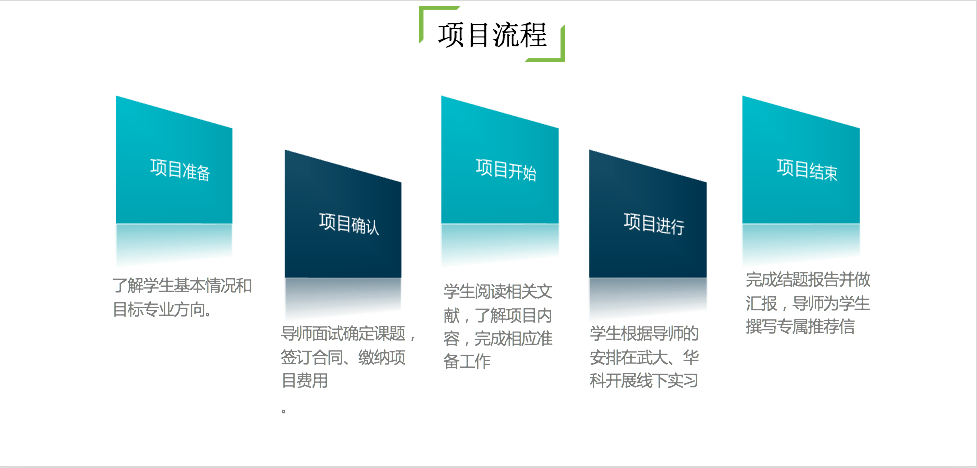 项目流程
项目准备
了解学生基本情况和
目标专业方向。
项目确认
导师面试确定课题，
签订合同、缴纳项
目费用
。
项目开始
学生阅读相关文
献，了解项目内
容，完成相应准
备工作
项目进行
学生根据导师的
安排在武大、华
科开展线下实习
项目结束
完成结题报告并做
汇报，导师为学生
撰写专属推荐信